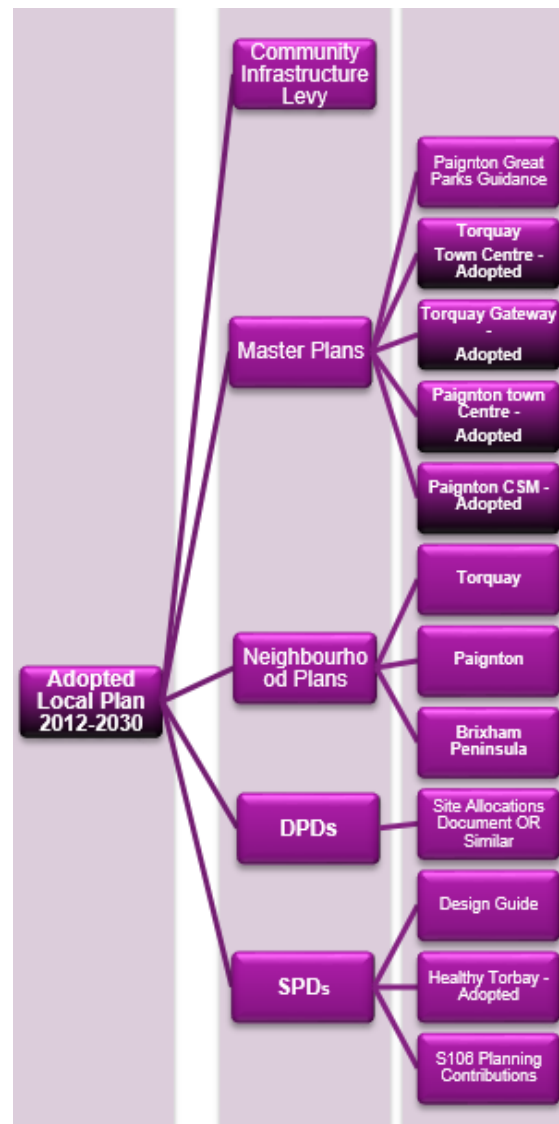 Community
Infrastructure
Levy
Paignton Great
Parks Guidance
Torquay
Town Centre -
Adopted
Master Plans
Torquay Gateway
-
Adopted
Paignton town
Centre -
Adopted
Paignton CSM -
Adopted
Adopted
Local Plan
2012-2030
Neighbourho
od Plans
Torquay
Paignton
Brixham
Peninsula
DPDs
Site Allocations
Document OR
Similar
SPDs
Design Guide
Healthy Torbay -
Adopted
S106 Planning
Contributions